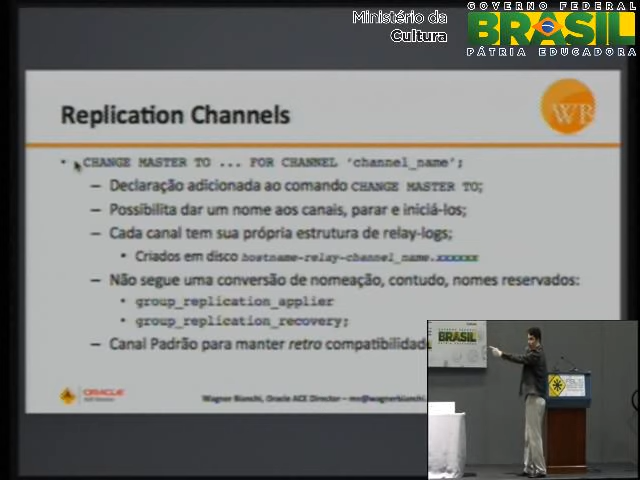 Ministério da
Cultura
GOVERNO FEDERAL
BRASIL
PÁTRIA EDUCADORA
Replication Channels
WB
• CHANGE MASTER TO ... FOR CHANNEL 'channel_name';
– Declaração adicionada ao comando CHANGE MASTER TO;
– Possibilita dar um nome aos canais, parar e iniciá-los;
– Cada canal tem sua própria estrutura de relay-logs;
• Criados em disco hostname-relay-channel_name.xxxxxx
– Não segue uma conversão de nomeação, contudo, nomes reservados:
• group_replication_applier
• group_replication_recovery;
– Canal Padrão para manter retro compatibilidade
ORACLE
Wagner Bianchi, Oracle ACE Director – me@wagnerbianchi.
BRASIL